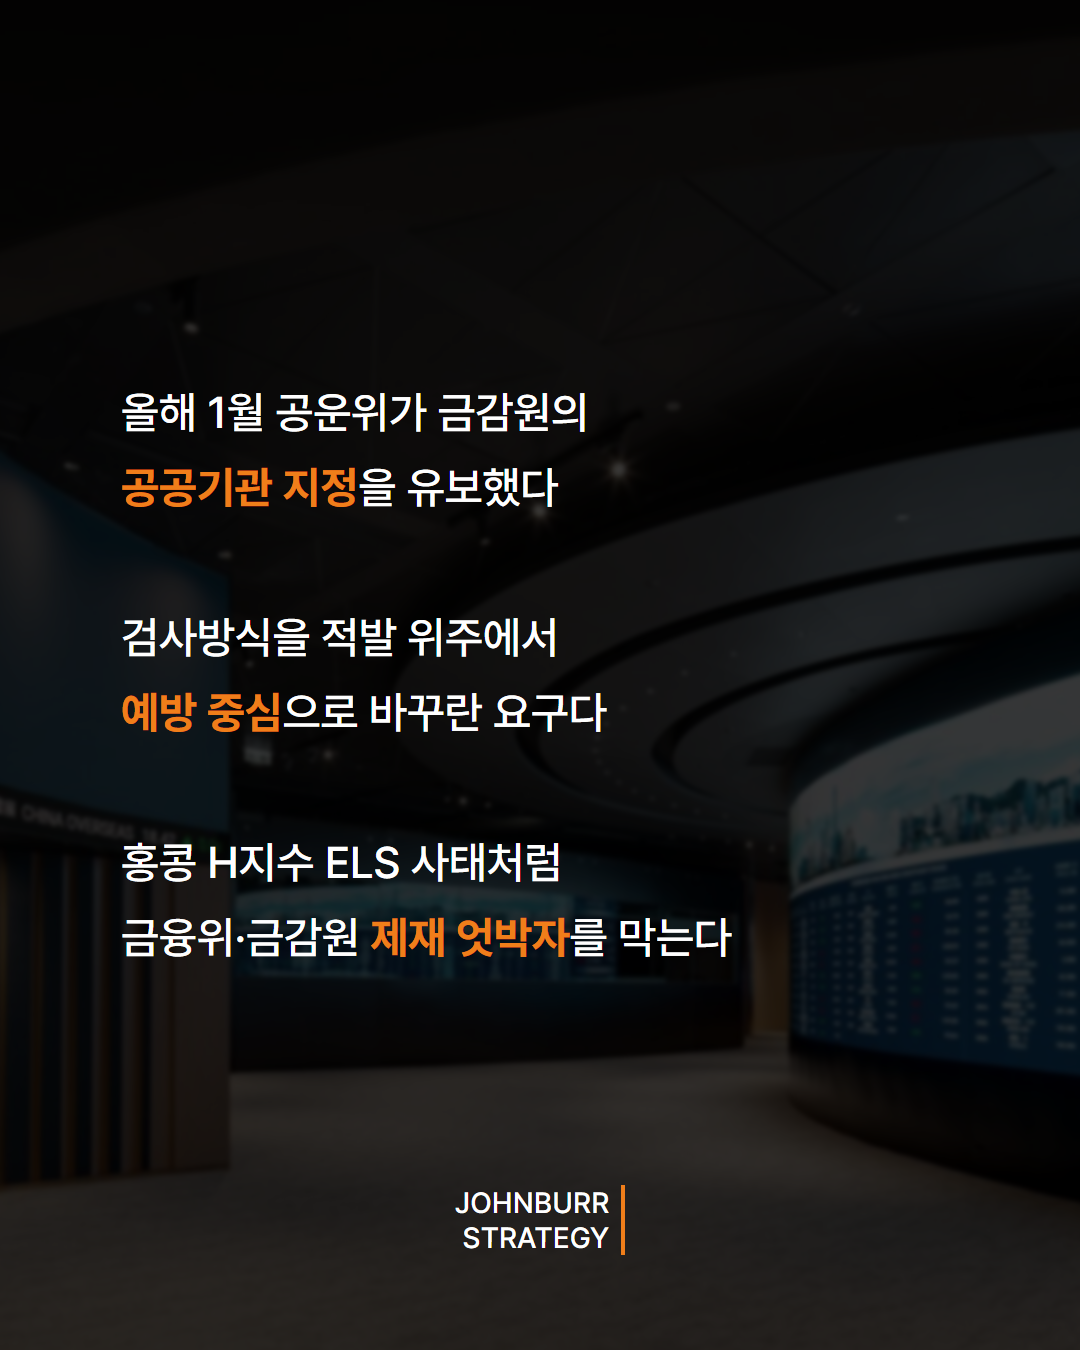 올해 1월 공운위가 금감원의
공공기관 지정을 유보했다
검사방식을 적발 위주에서
예방 중심으로 바꾸란 요구다
홍콩 H지수 ELS 사태처럼
금융위·금감원 제재 엇박자를 막는다
CHINA OVERSEAS
JOHNBURR
STRATEGY